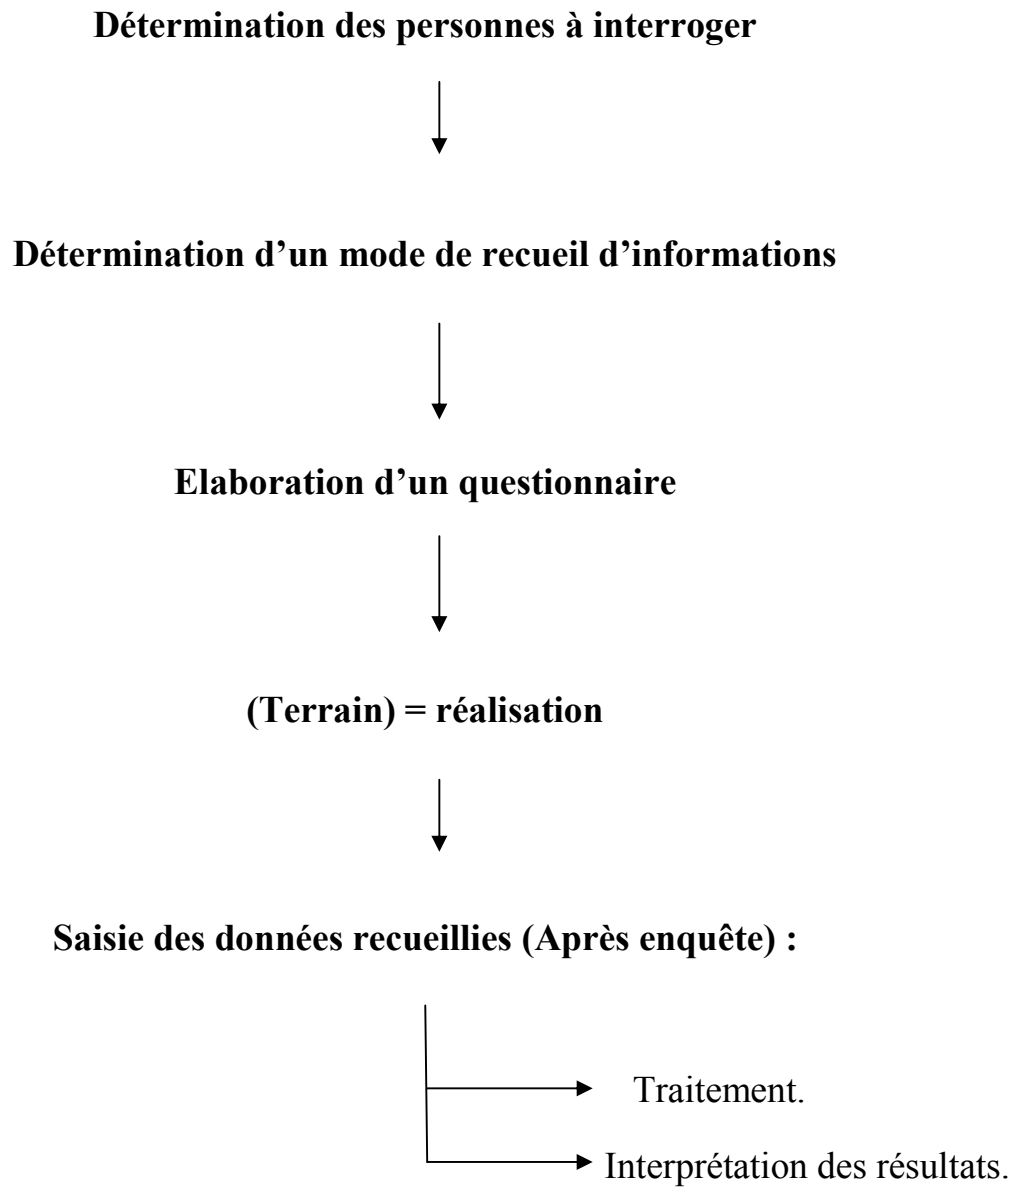 Détermination des personnes à interroger
Détermination d’un mode de recueil d’informations
Elaboration d’un questionnaire
(Terrain) = réalisation
Saisie des données recueillies (Après enquête) :
Traitement.
Interprétation des résultats.